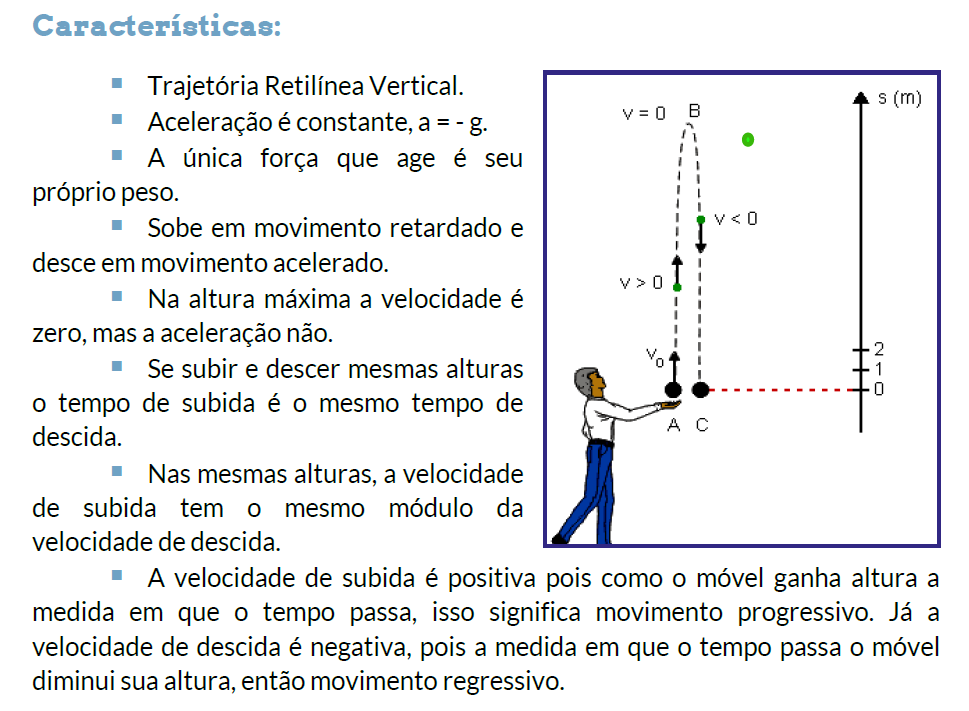 Características:
Trajetória Retilínea Vertical.
Aceleração é constante, a = - g.
A única força que age é seu
próprio peso.
Sobe em movimento retardado e
desce em movimento acelerado.
Na altura máxima a velocidade é
zero, mas a aceleração não.
Se subir e descer mesmas alturas
o tempo de subida é o mesmo tempo de
descida.
Nas mesmas alturas, a velocidade
de subida tem o mesmo módulo da
velocidade de descida.
A velocidade de subida é positiva pois como o móvel ganha altura a
medida em que o tempo passa, isso significa movimento progressivo. Já a
velocidade de descida é negativa, pois a medida em que o tempo passa o móvel
diminui sua altura, então movimento regressivo.
s (m)
v = 0 B
v < 0
v > 0
v₀
2
1
0
A C